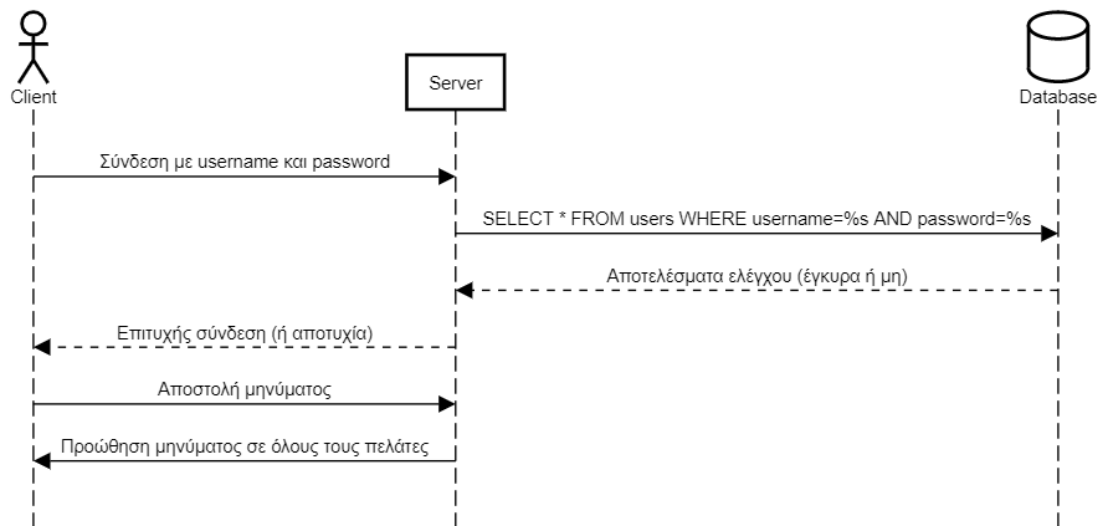 Client
Server
Database
Σύνδεση με username και password
SELECT * FROM users WHERE username=%s AND password=%s
Αποτελέσματα ελέγχου (έγκυρα ή μη)
Επιτυχής σύνδεση (ή αποτυχία)
Αποστολή μηνύματος
Προώθηση μηνύματος σε όλους τους πελάτες